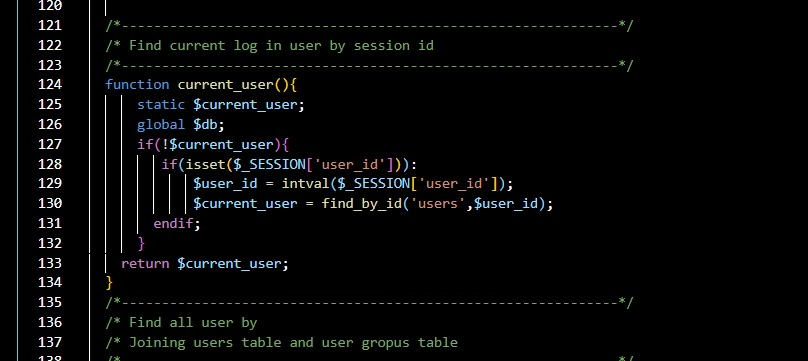 120
121 /*--------------------------------------------------------------*/
122 /* Find current log in user by session id
123 /*--------------------------------------------------------------*/
124 function current_user(){
125 static $current_user;
126 global $db;
127 if(!$current_user){
128 if(isset($_SESSION['user_id'])):
129 $user_id = intval($_SESSION['user_id']);
130 $current_user = find_by_id('users',$user_id);
131 endif;
132 }
133 return $current_user;
134 }
135 /*--------------------------------------------------------------*/
136 /* Find all user by
137 /* Joining users table and user gropus table
138 /*--------------------------------------------------------------*/